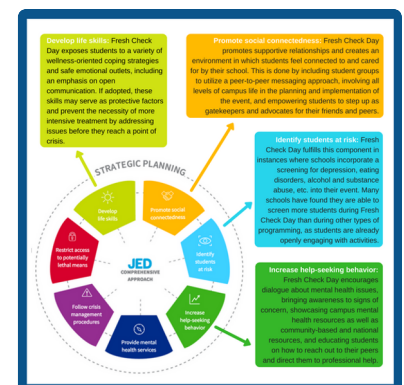 Develop life skills: Fresh Check
Day exposes students to a variety of
wellness-oriented coping strategies
and safe emotional outlets, including
an emphasis on open
communication. If adopted, these
skills may serve as protective factors
and prevent the necessity of more
intensive treatment by addressing
issues before they reach a point of
crisis.
Promote social connectedness: Fresh Check Day
promotes supportive relationships and creates an
environment in which students feel connected to and cared
for by their school. This is done by including student groups
to utilize a peer-to-peer messaging approach, involving all
levels of campus life in the planning and implementation of
the event, and empowering students to step up as
gatekeepers and advocates for their friends and peers.
Identify students at risk: Fresh
Check Day fulfills this component in
instances where schools incorporate a
screening for depression, eating
disorders, alcohol and substance
abuse, etc. into their event. Many
schools have found they are able to
screen more students during Fresh
Check Day than during other types of
programming, as students are already
openly engaging with activities.
Increase help-seeking behavior:
Fresh Check Day encourages
dialogue about mental health issues,
bringing awareness to signs of
concern, showcasing campus mental
health resources as well as
community-based and national
resources, and educating students
on how to reach out to their peers
and direct them to professional help.
STRATEGIC PLANNING
Develop
life skills
Promote social
connectedness
Identify
students
at risk
Increase
help-seeking
behavior
Provide mental
health services
Follow crisis
management
procedures
Restrict access
to potentially
lethal means
JED
COMPREHENSIVE
APPROACH